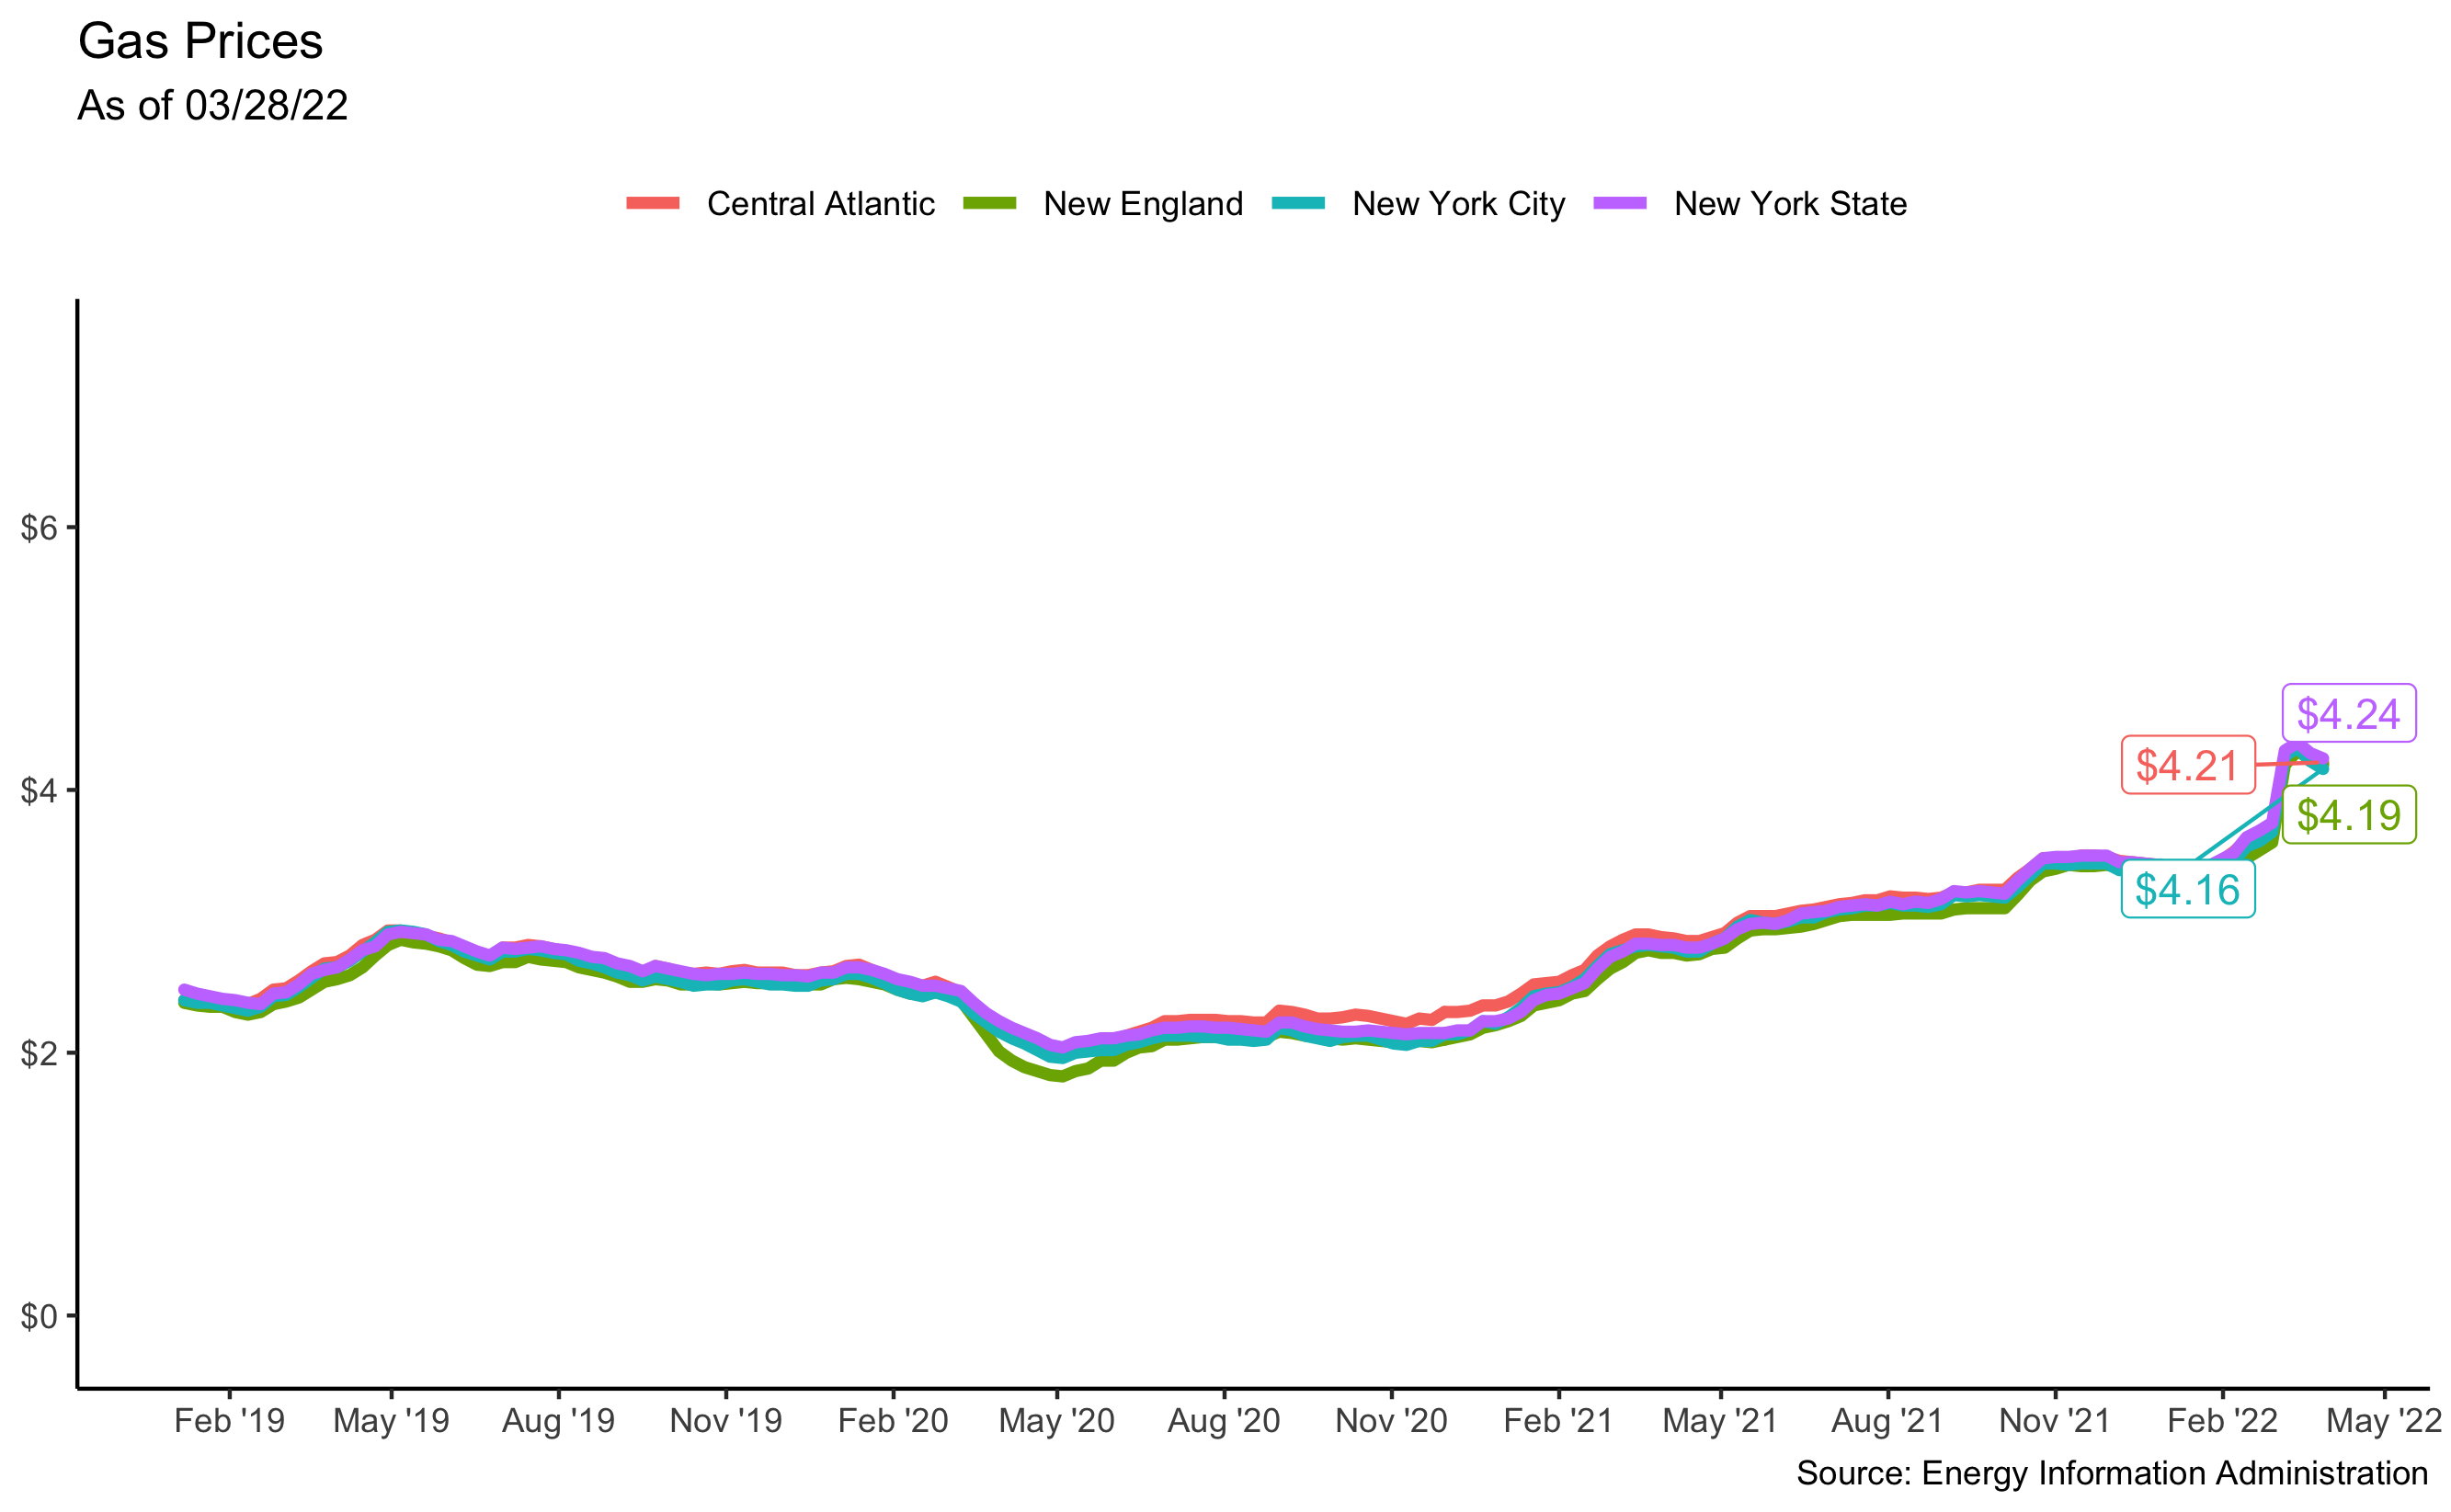 Gas Prices
As of 03/28/22
Central Atlantic New England New York City New York State
$6
$4
$2
$0
$4.24
$4.21
$4.19
$4.16
Feb '19 May '19 Aug '19 Nov '19 Feb '20 May '20 Aug '20 Nov '20 Feb '21 May '21 Aug '21 Nov '21 Feb '22 May '22
Source: Energy Information Administration